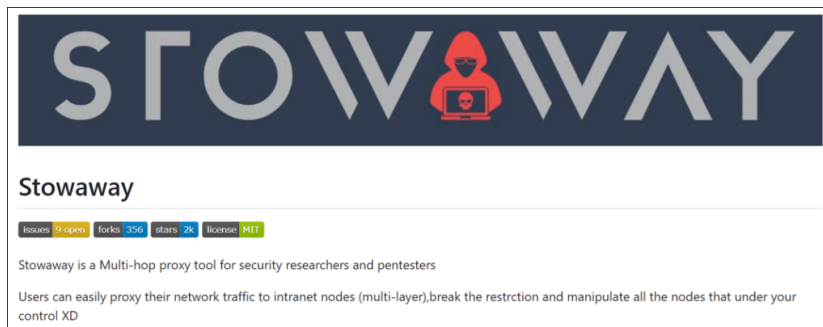 STOWAWAY
Stowaway
issues 9 open forks 356 stars 2k license MIT
Stowaway is a Multi-hop proxy tool for security researchers and pentesters
Users can easily proxy their network traffic to intranet nodes (multi-layer),break the restrction and manipulate all the nodes that under your
control XD